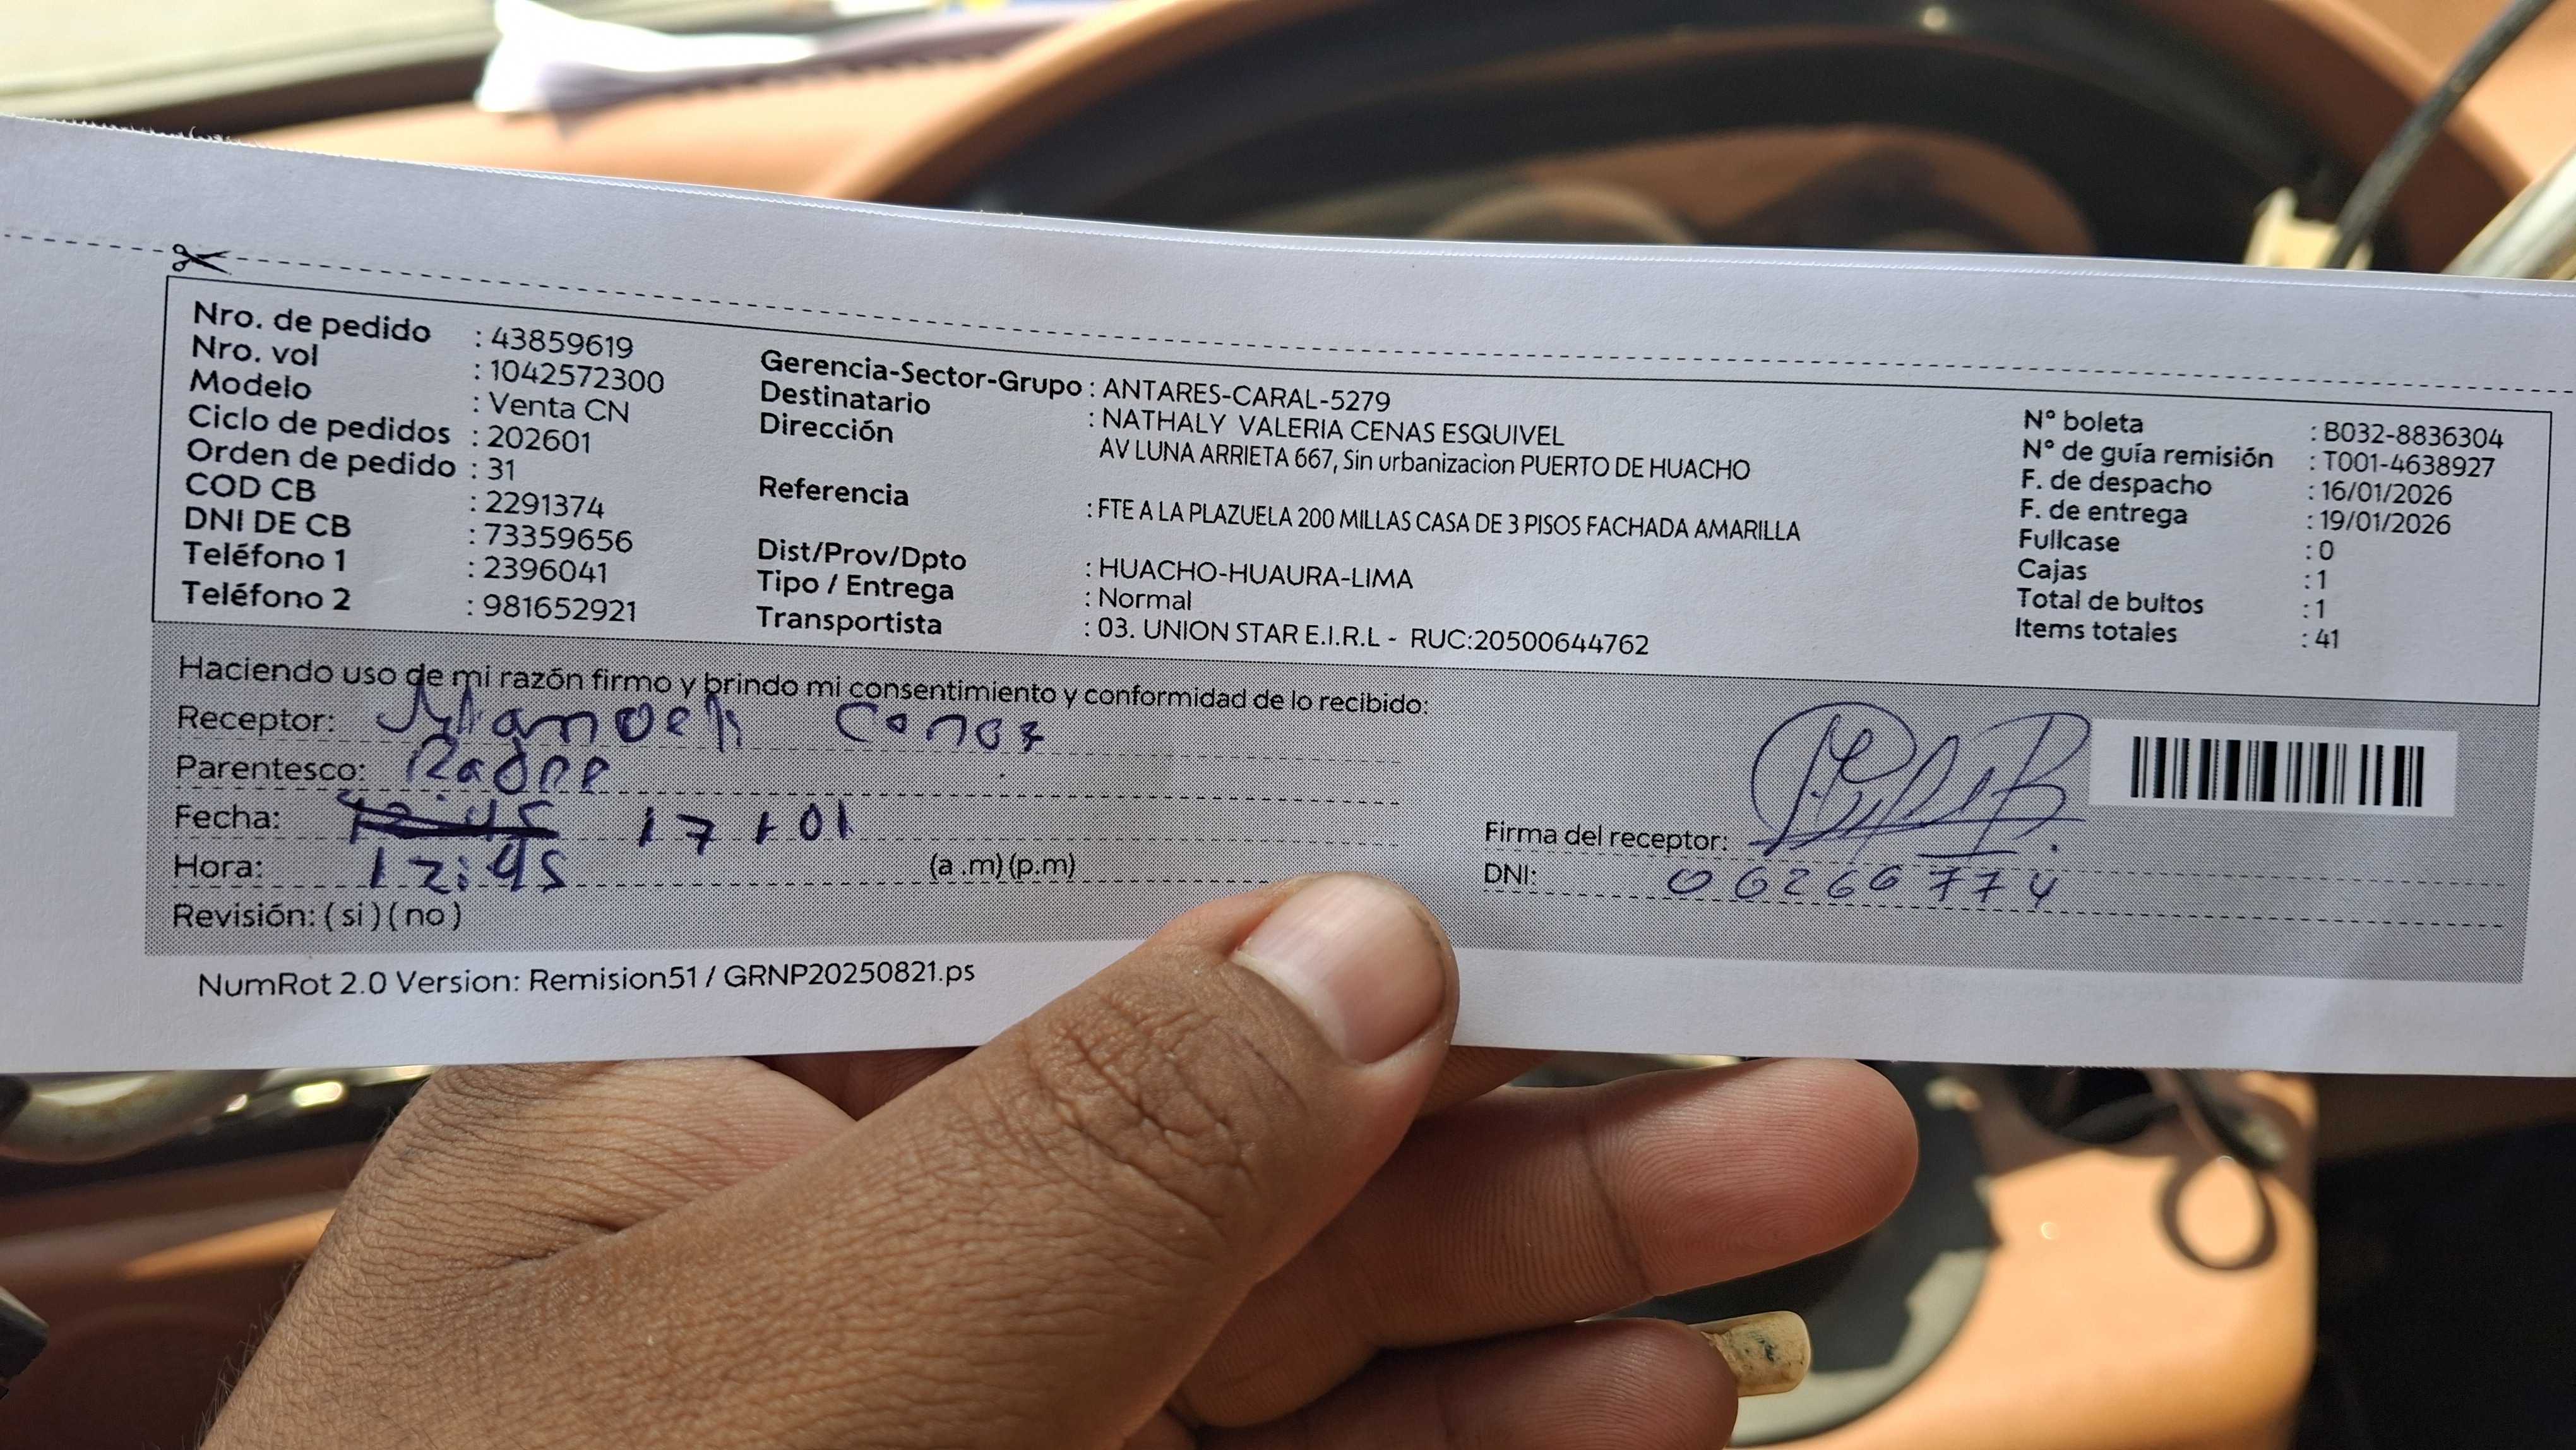 Nro. de pedido : 43859619
Nro. vol : 1042572300
Modelo : Venta CN
Ciclo de pedidos : 202601
Orden de pedido : 31
COD CB : 2291374
DNI DE CB : 73359656
Teléfono 1 : 2396041
Teléfono 2 : 981652921
Gerencia-Sector-Grupo : ANTARES-CARAL-5279
Destinatario : NATHALY VALERIA CENAS ESQUIVEL
Dirección AV LUNA ARRIETA 667, Sin urbanizacion PUERTO DE HUACHO
Referencia : FTE A LA PLAZUELA 200 MILLAS CASA DE 3 PISOS FACHADA AMARILLA
Dist/Prov/Dpto : HUACHO-HUAURA-LIMA
Tipo / Entrega : Normal
Transportista : 03. UNION STAR E.I.R.L - RUC:20500644762
N° boleta : B032-8836304
N° de guía remisión : T001-4638927
F. de despacho : 16/01/2026
F. de entrega : 19/01/2026
Fullcase : 0
Cajas : 1
Total de bultos : 1
Items totales : 41
Haciendo uso de mi razón firmo y brindo mi consentimiento y conformidad de lo recibido:
Receptor:
Parentesco: Padre
Fecha: 17 / 01
Hora: 12:45 (a .m) (p.m)
Revisión: ( si ) ( no )
Firma del receptor:
DNI: 06266774
NumRot 2.0 Version: Remision51 / GRNP20250821.ps